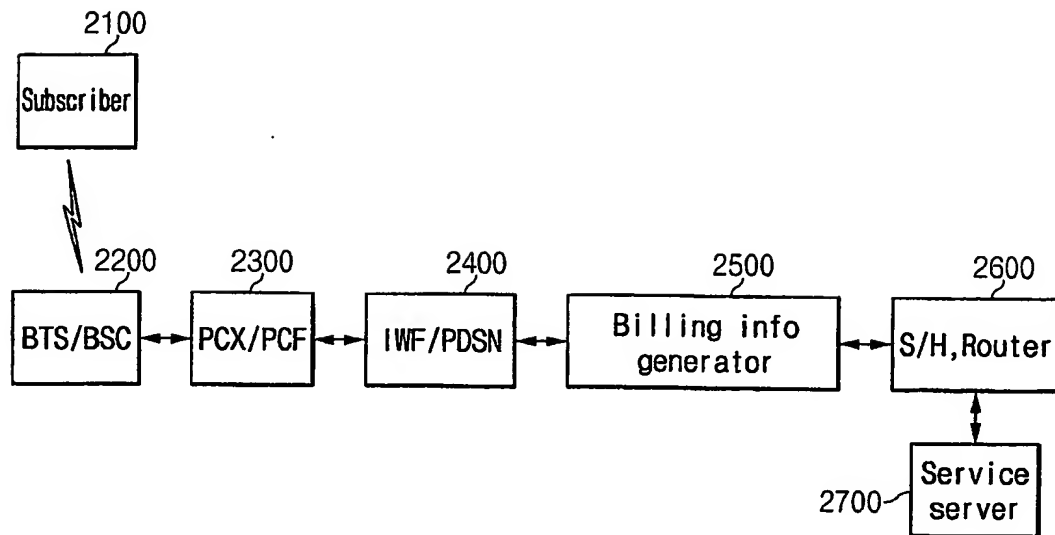 2100
Subscriber
2200
2300
2400
2500
2600
BTS/BSC
PCX/PCF
IWF/PDSN
Billing info
generator
S/H,Router
2700
Service
server